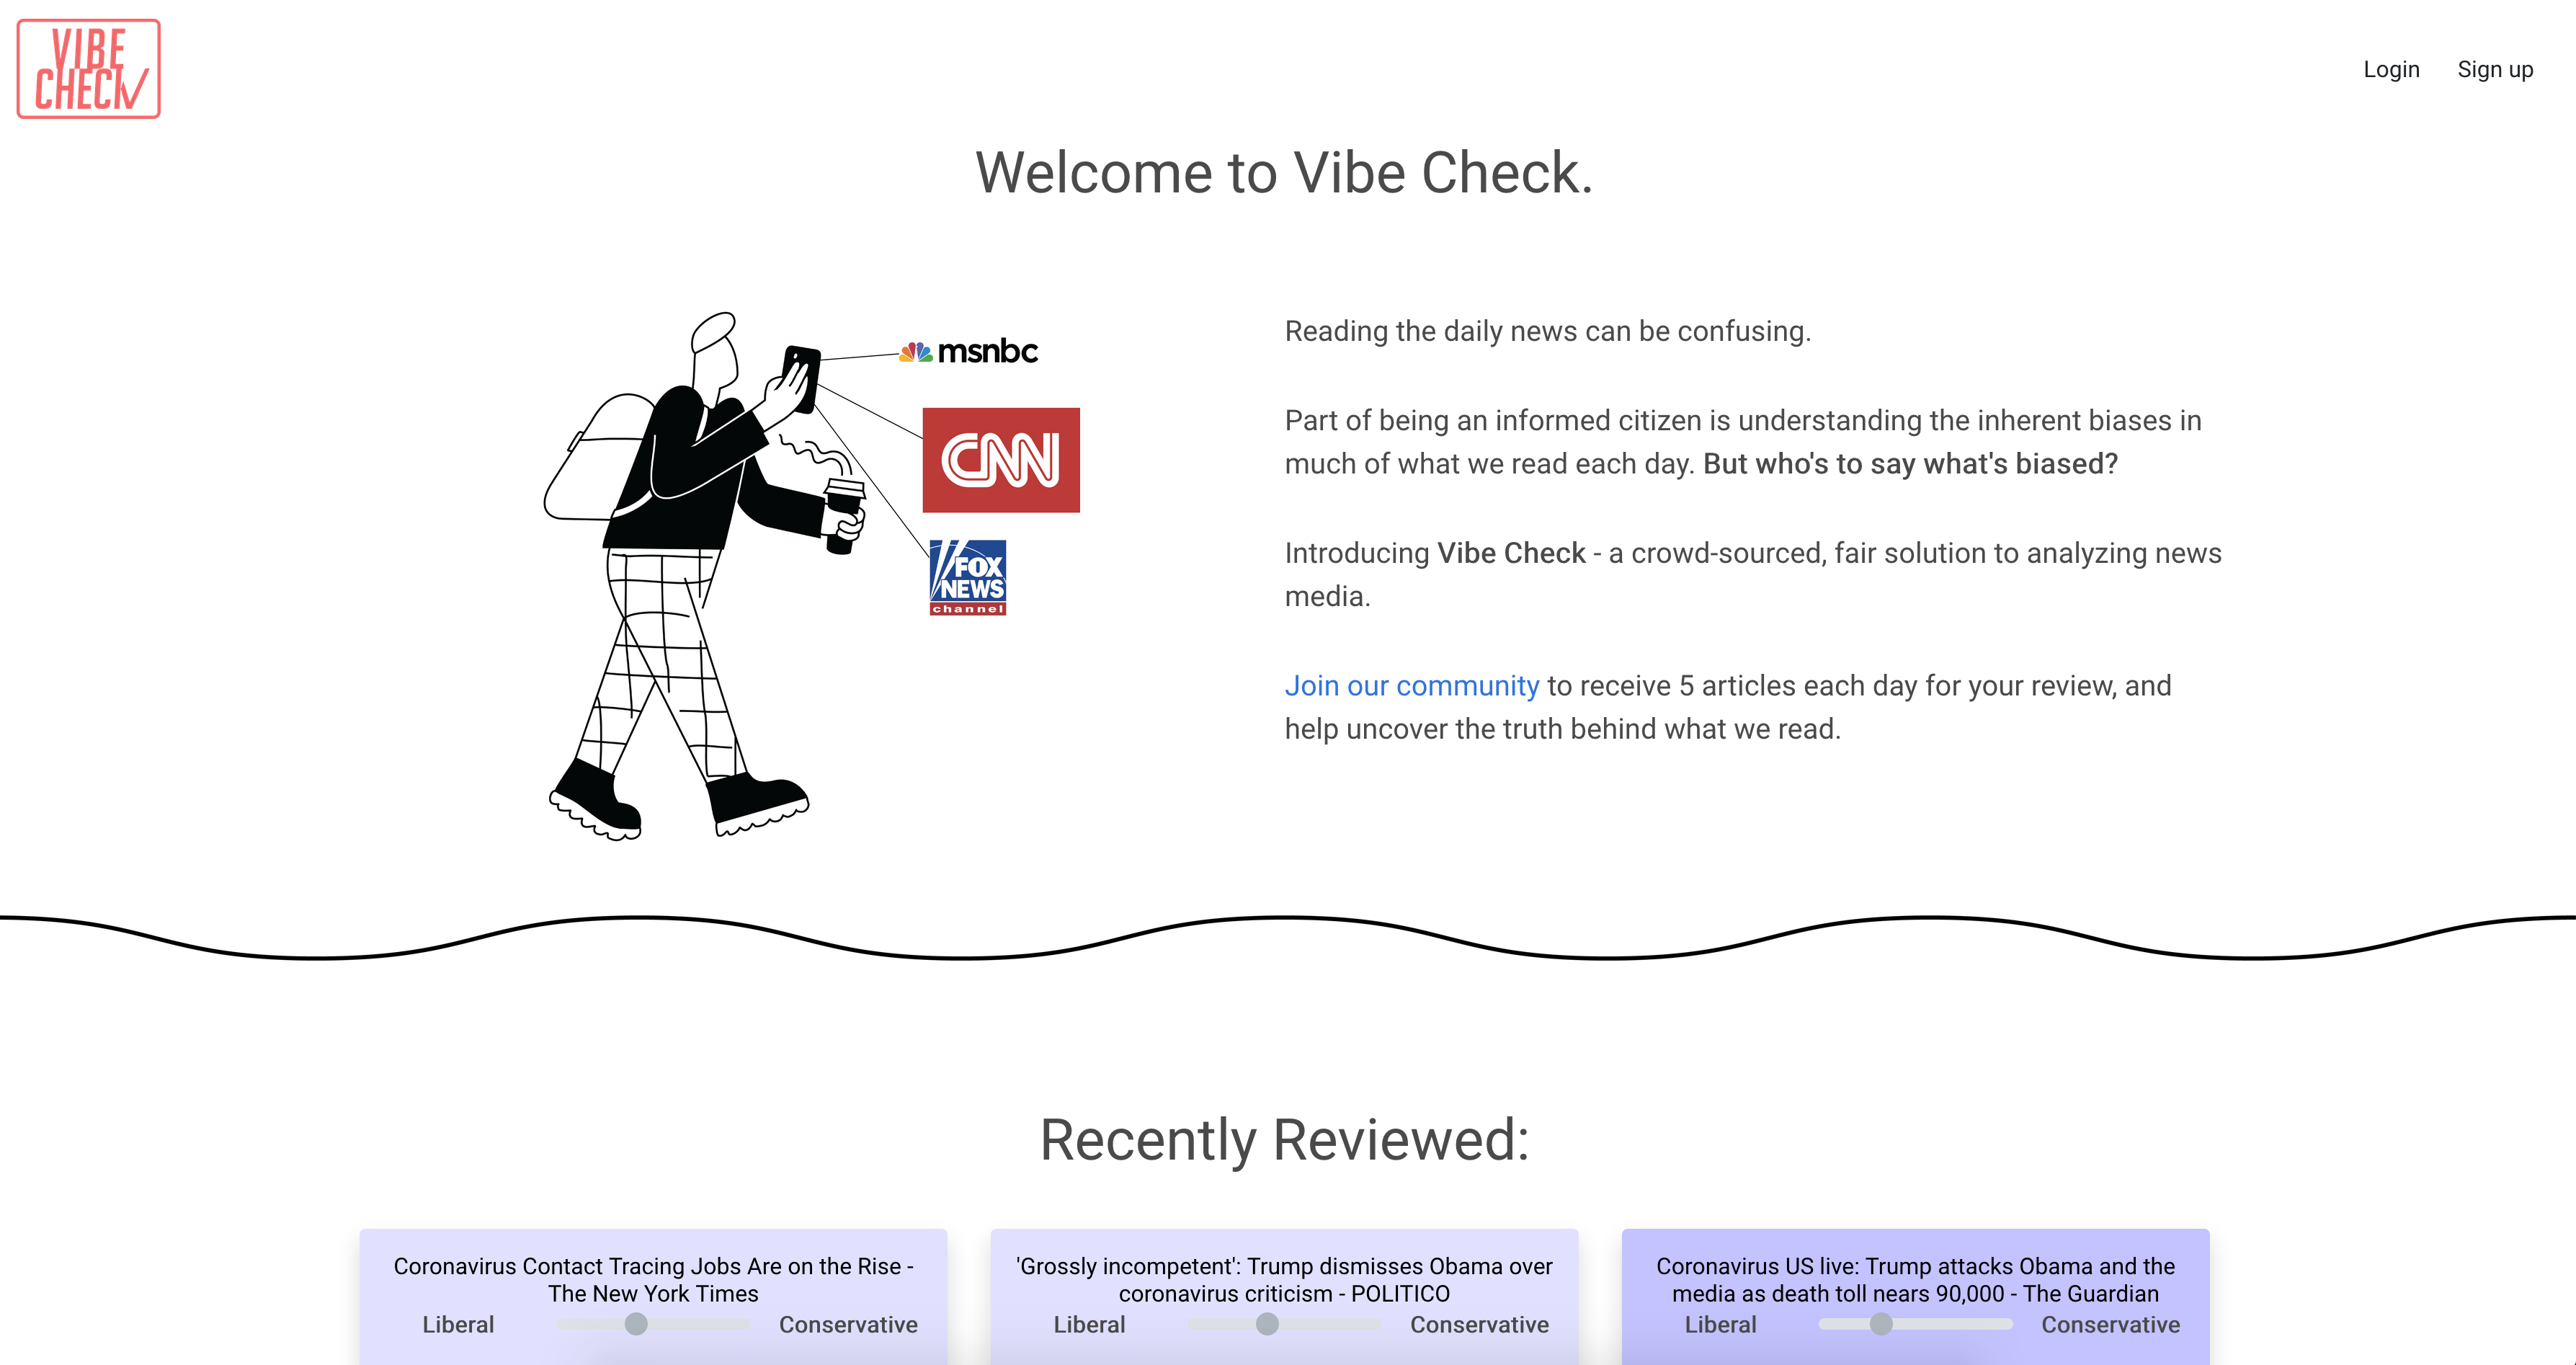 VIBE
CHECK
Login
Sign up
Welcome to Vibe Check.
msnbc
CNN
FOX
NEWS
channel
Reading the daily news can be confusing.
Part of being an informed citizen is understanding the inherent biases in
much of what we read each day. But who's to say what's biased?
Introducing Vibe Check - a crowd-sourced, fair solution to analyzing news
media.
Join our community to receive 5 articles each day for your review, and
help uncover the truth behind what we read.
Recently Reviewed:
Coronavirus Contact Tracing Jobs Are on the Rise -
The New York Times
Liberal
Conservative
'Grossly incompetent': Trump dismisses Obama over
coronavirus criticism - POLITICO
Liberal
Conservative
Coronavirus US live: Trump attacks Obama and the
media as death toll nears 90,000 - The Guardian
Liberal
Conservative